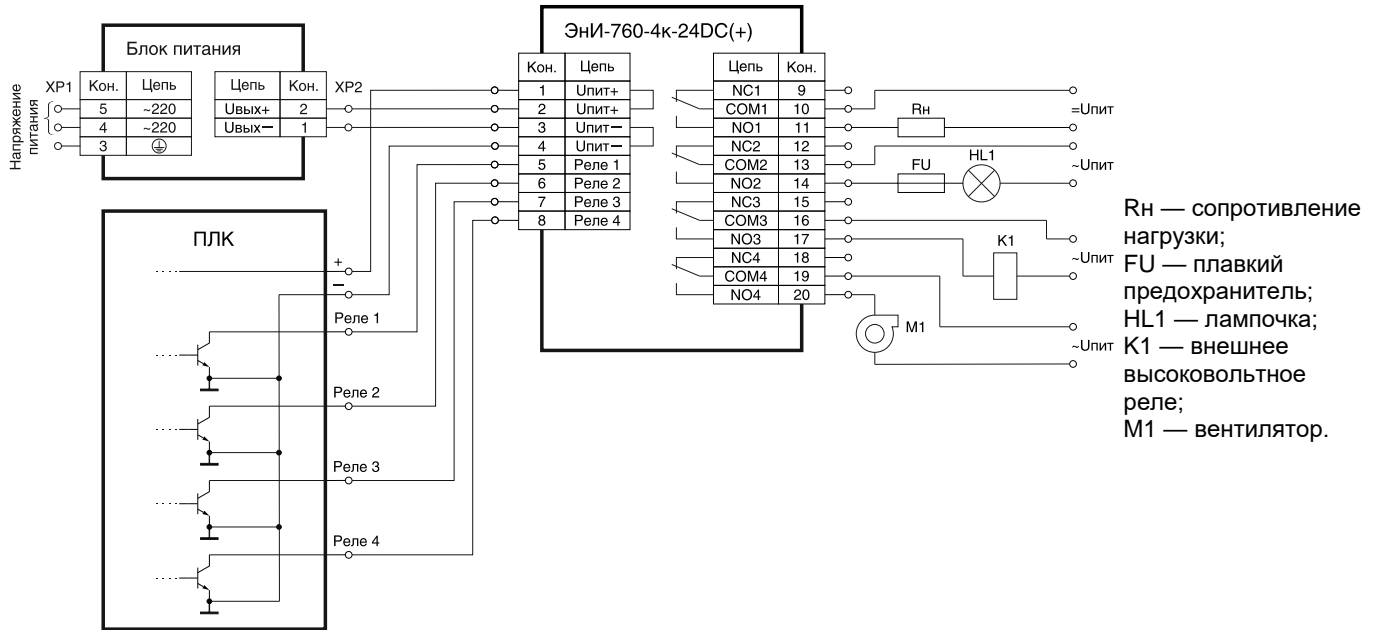 Блок питания
Напряжение
питания
XP1
Кон. Цепь
5 ~220
4 ~220
3
Цепь Кон.
Uвых+ 2
Uвых− 1
XP2
ЭнИ-760-4к-24DC(+)
Кон. Цепь
1 Uпит+
2 Uпит+
3 Uпит−
4 Uпит−
5 Реле 1
6 Реле 2
7 Реле 3
8 Реле 4
Цепь Кон.
NC1 9
COM1 10
NO1 11
NC2 12
COM2 13
NO2 14
NC3 15
COM3 16
NO3 17
NC4 18
COM4 19
NO4 20
Rн
=Uпит
FU
HL1
~Uпит
K1
~Uпит
M1
~Uпит
ПЛК
+
−
Реле 1
Реле 2
Реле 3
Реле 4
Rн — сопротивление
нагрузки;
FU — плавкий
предохранитель;
HL1 — лампочка;
K1 — внешнее
высоковольтное
реле;
M1 — вентилятор.